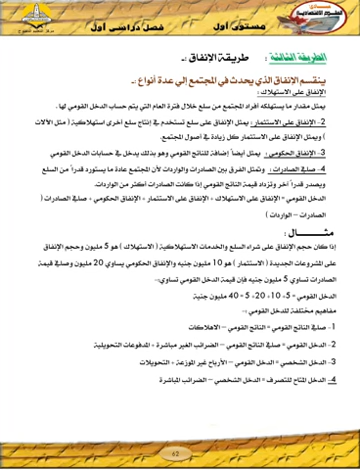 مستوى أول
فصل دراسي أول
الطريقة الثالثة : طريقة الإنفاق :ـ
ينقسم الإنفاق الذي يحدث في المجتمع إلي عدة أنواع :ـ
الإنفاق على الاستهلاك :
يمثل مقدار ما يستهلكه أفراد المجتمع من سلع خلال فترة العام التي يتم حساب الدخل القومي لها .
2- الإنفاق على الاستثمار : ويتمثل الإنفاق على سلع تستخدم في إنتاج سلع أخرى استهلاكية ( مثل الآلات
) ويمثل الإنفاق على الاستثمار كل زيادة في أصول المجتمع.
3- الإنفاق الحكومي : يمثل أيضاً إضافة للناتج القومي وهو بذلك يدخل في حسابات الدخل القومي
4- صافي الصادرات : وتتمثل الفرق بين الصادرات والواردات لأن المجتمع عادة ما يستورد قدراً من السلع
ويصدر قدراً آخر وتزداد قيمة الناتج القومي إذا كانت الصادرات أكثر من الواردات.
الدخل القومي = الإنفاق على الاستهلاك + الإنفاق على الاستثمار + الإنفاق الحكومي + صافي الصادرات (
الصادرات – الواردات )
مثــــال :
إذا كان حجم الإنفاق على شراء السلع والخدمات الاستهلاكية ( الاستهلاك ) هو 5 مليون وحجم الإنفاق
على المشروعات الجديدة ( الاستثمار ) هو 10 مليون جنيه والإنفاق الحكومي يساوي 20 مليون وصافي قيمة
الصادرات تساوي 5 مليون جنيه فإن قيمة الدخل القومي تساوي:-
الدخل القومي = 5+ 10+ 20+ 5 = 40 مليون جنية
مفاهيم مختلفة للدخل القومي :-
1- صافي الناتج القومي = الناتج القومي – الاهلاكات
2- الدخل القومي = صافي الناتج القومي – الضرائب الغير مباشرة + المدفوعات التحويلية
3- الدخل الشخصي = الدخل القومي – الأرباح غير الموزعة + التحويلات
4- الدخل المتاح للتصرف = الدخل الشخصي – الضرائب المباشرة
62